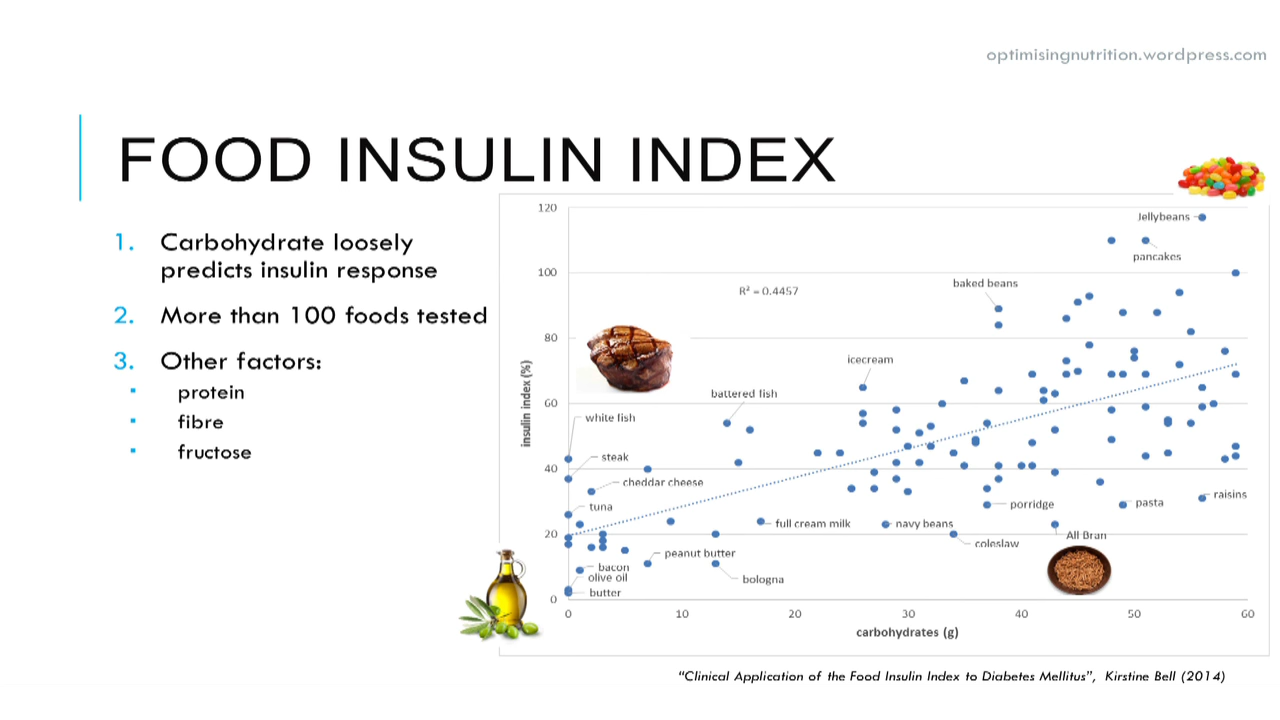 optimisingnutrition.wordpress.com
FOOD INSULIN INDEX
1. Carbohydrate loosely
predicts insulin response
2. More than 100 foods tested
3. Other factors:
▪ protein
▪ fibre
▪ fructose
120
100
80
60
40
20
0
insulin index (%)
R² = 0.4457
Jellybeans
pancakes
baked beans
icecream
battered fish
white fish
steak
cheddar cheese
tuna
full cream milk
navy beans
porridge
pasta
raisins
coleslaw
All Bran
peanut butter
bacon
olive oil
bologna
butter
0 10 20 30 40 50 60
carbohydrates (g)
“Clinical Application of the Food Insulin Index to Diabetes Mellitus”, Kirstine Bell (2014)